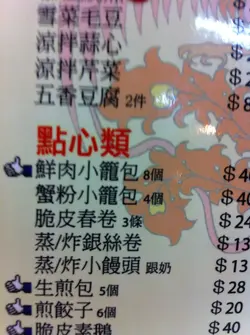 雪菜毛豆
涼拌蒜心
涼拌芹菜 $
五香豆腐 2件 $
點心類
鮮肉小籠包 8個 $40
蟹粉小籠包 4個 $40
脆皮春卷 3條 $24
蒸/炸銀絲卷 $13
蒸/炸小饅頭 跟奶 $13
生煎包 5個 $28
煎餃子 6個 $20
脆皮素鵝 $40